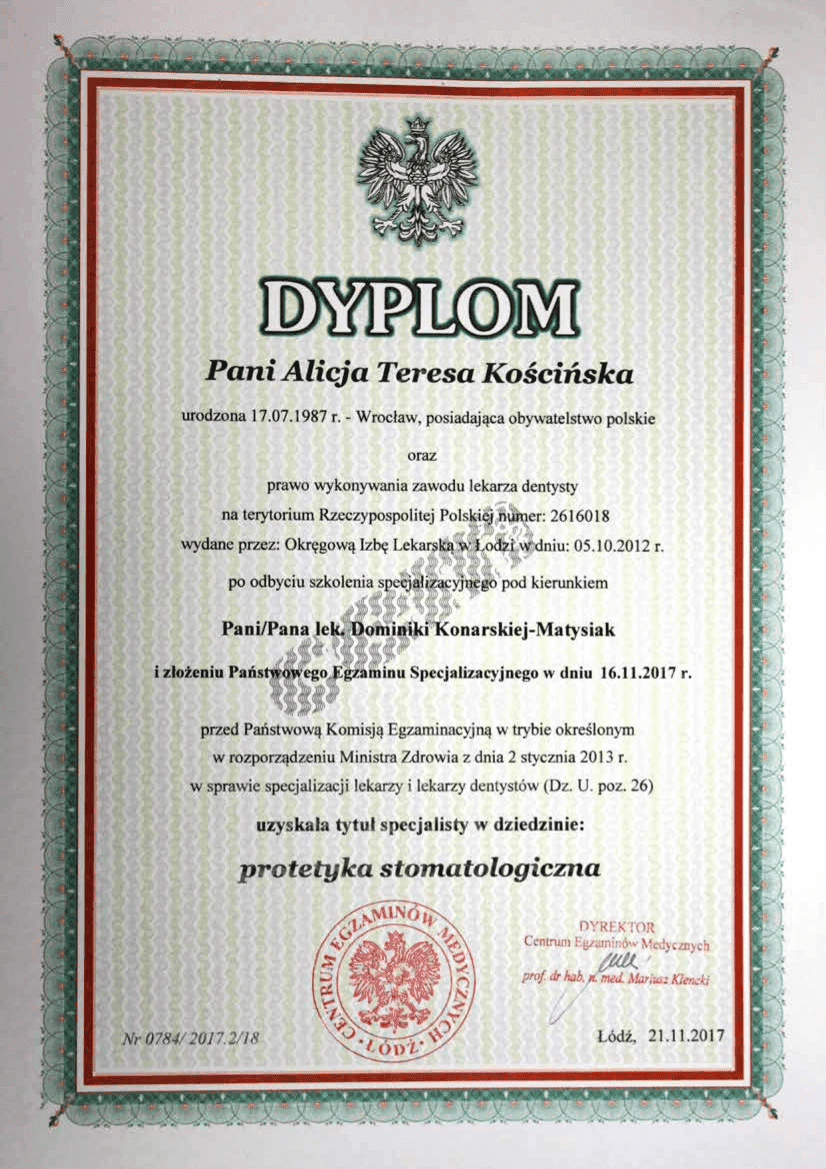 DYPLOM
Pani Alicja Teresa Kościńska
urodzona 17.07.1987 r. - Wrocław, posiadająca obywatelstwo polskie
oraz
prawo wykonywania zawodu lekarza dentysty
na terytorium Rzeczypospolitej Polskiej numer: 2616018
wydane przez: Okręgową Izbę Lekarską w Łodzi w dniu: 05.10.2012 r.
po odbyciu szkolenia specjalizacyjnego pod kierunkiem
Pani/Pana lek. Dominiki Konarskiej-Matysiak
i złożeniu Państwowego Egzaminu Specjalizacyjnego w dniu 16.11.2017 r.
przed Państwową Komisją Egzaminacyjną w trybie określonym
w rozporządzeniu Ministra Zdrowia z dnia 2 stycznia 2013 r.
w sprawie specjalizacji lekarzy i lekarzy dentystów (Dz. U. poz. 26)
uzyskała tytuł specjalisty w dziedzinie:
protetyka stomatologiczna
CENTRUM EGZAMINÓW MEDYCZNYCH
• ŁÓDŹ •
DYREKTOR
Centrum Egzaminów Medycznych
prof. dr hab. n. med. Mariusz Klencki
Nr 0784/ 2017.2/18
Łódź, 21.11.2017